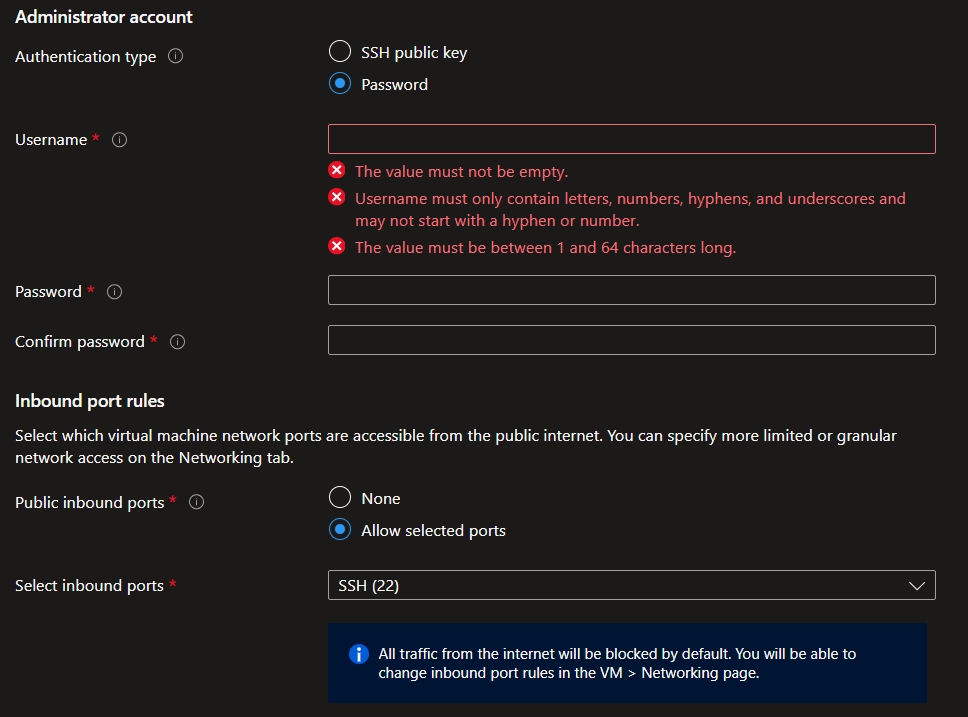 Administrator account
Authentication type
SSH public key
Password
Username *
The value must not be empty.
Username must only contain letters, numbers, hyphens, and underscores and
may not start with a hyphen or number.
The value must be between 1 and 64 characters long.
Password *
Confirm password *
Inbound port rules
Select which virtual machine network ports are accessible from the public internet. You can specify more limited or granular
network access on the Networking tab.
Public inbound ports *
None
Allow selected ports
Select inbound ports *
SSH (22)
All traffic from the internet will be blocked by default. You will be able to
change inbound port rules in the VM > Networking page.